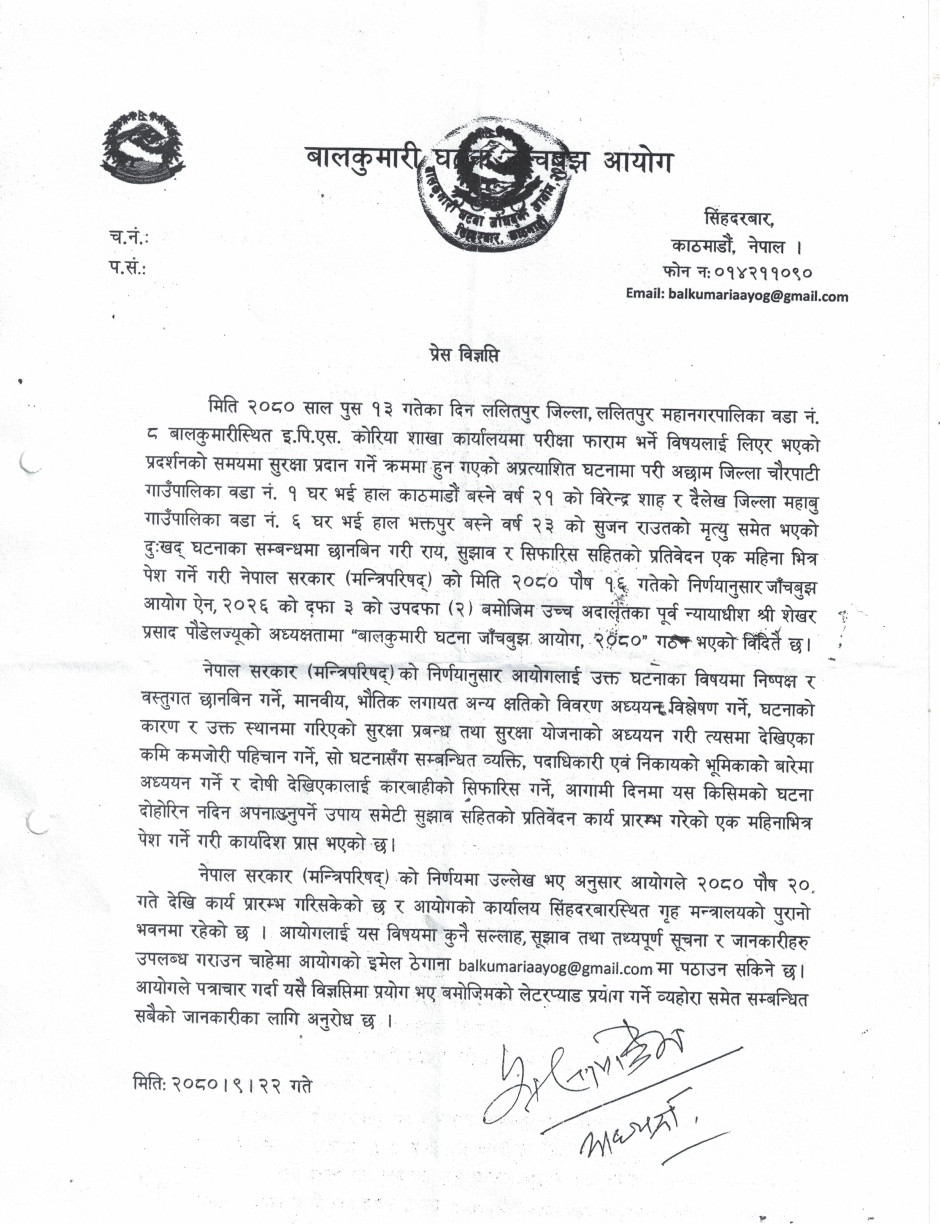 बालकुमारी घटना जाँचबुझ आयोग
बालकुमारी घटना जाँचबुझ आयोग २०८०
सिंहदरबार, काठमाडौं
सिंहदरबार,
च.नं.:
काठमाडौं, नेपाल ।
प.सं.:
फोन न: ०१४२११०९०
Email: balkumariaayog@gmail.com
प्रेस विज्ञप्ति
मिति २०८० साल पुस १३ गतेका दिन ललितपुर जिल्ला, ललितपुर महानगरपालिका वडा नं.
८ बालकुमारीस्थित इ.पि.एस. कोरिया शाखा कार्यालयमा परीक्षा फाराम भर्ने विषयलाई लिएर भएको
प्रदर्शनको समयमा सुरक्षा प्रदान गर्ने क्रममा हुन गएको अप्रत्याशित घटनामा परी अछाम जिल्ला चौरपाटी
गाउँपालिका वडा नं. १ घर भई हाल काठमाडौं बस्ने वर्ष २१ को विरेन्द्र शाह र दैलेख जिल्ला महाबु
गाउँपालिका वडा नं. ६ घर भई हाल भक्तपुर बस्ने वर्ष २३ को सुजन राउतको मृत्यु समेत भएको
दुःखद् घटनाका सम्बन्धमा छानबिन गरी राय, सुझाव र सिफारिस सहितको प्रतिवेदन एक महिना भित्र
पेश गर्ने गरी नेपाल सरकार (मन्त्रिपरिषद्) को मिति २०८० पौष १६ गतेको निर्णयानुसार जाँचबुझ
आयोग ऐन, २०२६ को दफा ३ को उपदफा (२) बमोजिम उच्च अदालतका पूर्व न्यायाधीश श्री शेखर
प्रसाद पौडेलज्यूको अध्यक्षतामा "बालकुमारी घटना जाँचबुझ आयोग, २०८०" गठन भएको विदितै छ।
नेपाल सरकार (मन्त्रिपरिषद्) को निर्णयानुसार आयोगलाई उक्त घटनाका विषयमा निष्पक्ष र
वस्तुगत छानबिन गर्ने, मानवीय, भौतिक लगायत अन्य क्षतिको विवरण अध्ययन विश्लेषण गर्ने, घटनाको
कारण र उक्त स्थानमा गरिएको सुरक्षा प्रबन्ध तथा सुरक्षा योजनाको अध्ययन गरी त्यसमा देखिएका
कमि कमजोरी पहिचान गर्ने, सो घटनासँग सम्बन्धित व्यक्ति, पदाधिकारी एवं निकायको भूमिकाको बारेमा
अध्ययन गर्ने र दोषी देखिएकालाई कारबाहीको सिफारिस गर्ने, आगामी दिनमा यस किसिमको घटना
दोहोरिन नदिन अपनाउनुपर्ने उपाय समेटी सुझाव सहितको प्रतिवेदन कार्य प्रारम्भ गरेको एक महिनाभित्र
पेश गर्ने गरी कार्यादेश प्राप्त भएको छ।
नेपाल सरकार (मन्त्रिपरिषद्) को निर्णयमा उल्लेख भए अनुसार आयोगले २०८० पौष २०
गते देखि कार्य प्रारम्भ गरिसकेको छ र आयोगको कार्यालय सिंहदरबारस्थित गृह मन्त्रालयको पुरानो
भवनमा रहेको छ । आयोगलाई यस विषयमा कुनै सल्लाह, सूझाव तथा तथ्यपूर्ण सूचना र जानकारीहरु
उपलब्ध गराउन चाहेमा आयोगको इमेल ठेगाना balkumariaayog@gmail.com मा पठाउन सकिने छ।
आयोगले पत्राचार गर्दा यसै विज्ञप्तिमा प्रयोग भए बमोजिमको लेटरप्याड प्रयोग गर्ने व्यहोरा समेत सम्बन्धित
सबैको जानकारीका लागि अनुरोध छ ।
मिति: २०८०।९।२२ गते
अध्यक्ष